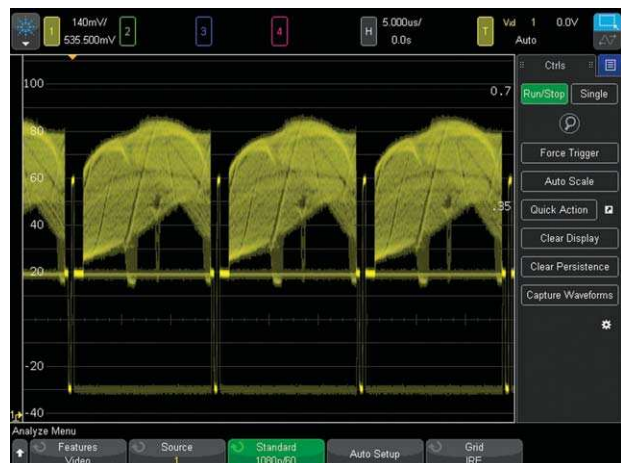 1
140mV/
535.500mV
2
3
4
H
5.000us/
0.0s
T
Vid 1 0.0V
Auto
Ctrls
Run/Stop
Single
Force Trigger
Auto Scale
Quick Action
Clear Display
Clear Persistence
Capture Waveforms
100
0.7
80
60
40
.35
20
-20
-40
Analyze Menu
Features
Video
Source
1
Standard
1080p/60
Auto Setup
Grid
IRE